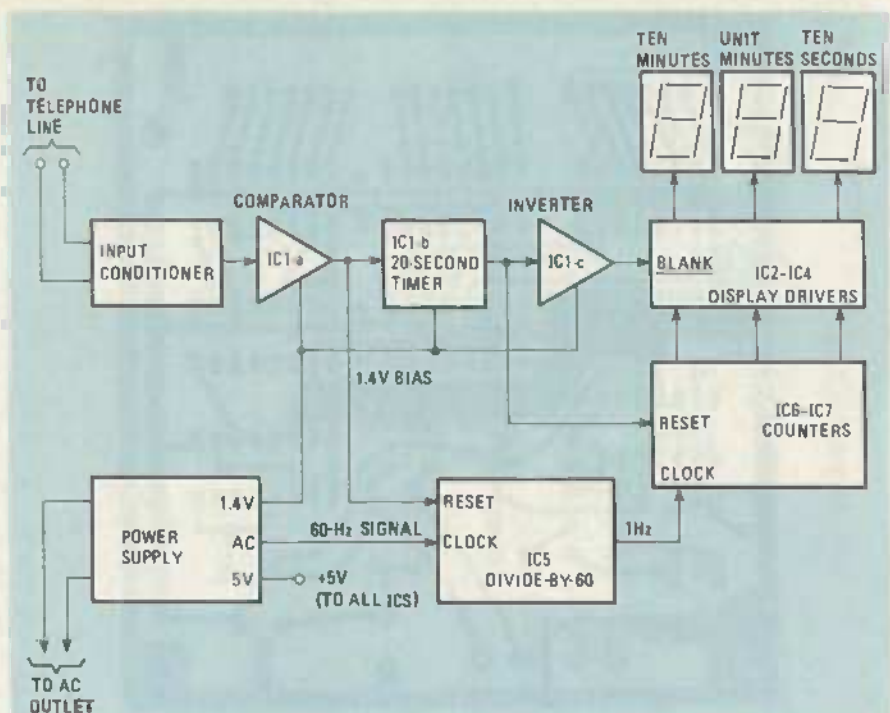 TEN
MINUTES
UNIT
MINUTES
TEN
SECONDS
TO
TELEPHONE
LINE
COMPARATOR
INVERTER
INPUT
CONDITIONER
IC1-a
IC1-b
20-SECOND
TIMER
IC1-c
BLANK
IC2-IC4
DISPLAY DRIVERS
1.4V BIAS
RESET
IC6-IC7
COUNTERS
CLOCK
POWER
SUPPLY
1.4V
AC
5V
60-Hz SIGNAL
+5V
(TO ALL ICS)
RESET
CLOCK
IC5
DIVIDE-BY-60
1Hz
TO AC
OUTLET